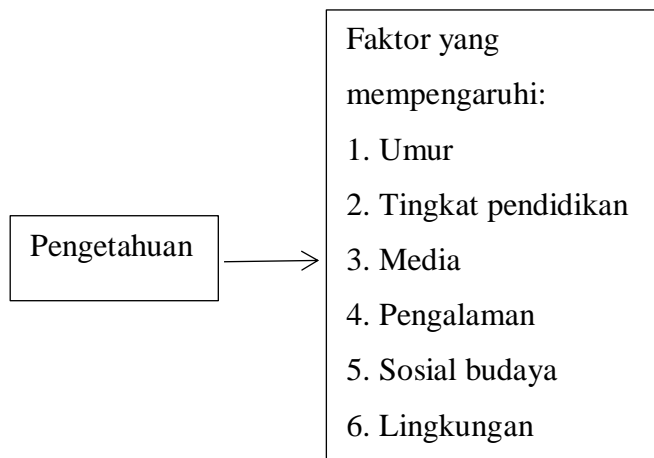 Pengetahuan
Faktor yang
mempengaruhi:
1. Umur
2. Tingkat pendidikan
3. Media
4. Pengalaman
5. Sosial budaya
6. Lingkungan